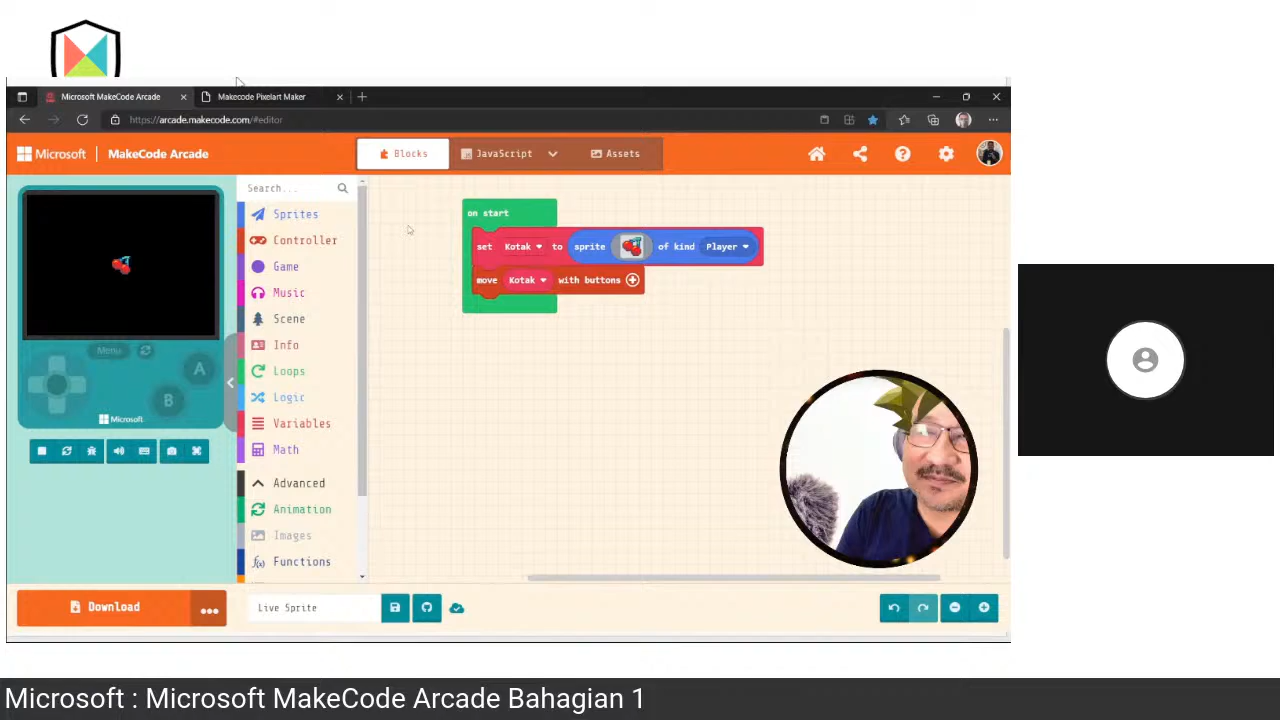 Microsoft MakeCode Arcade
Makecode Pixelart Maker
https://arcade.makecode.com/#editor
Microsoft | MakeCode Arcade
Blocks
JavaScript
Assets
Search...
Sprites
Controller
Game
Music
Scene
Info
Loops
Logic
Variables
Math
Advanced
Animation
Images
Functions
Menu
A
B
Microsoft
on start
set Kotak to sprite of kind Player
move Kotak with buttons
Download
Live Sprite
Microsoft : Microsoft MakeCode Arcade Bahagian 1